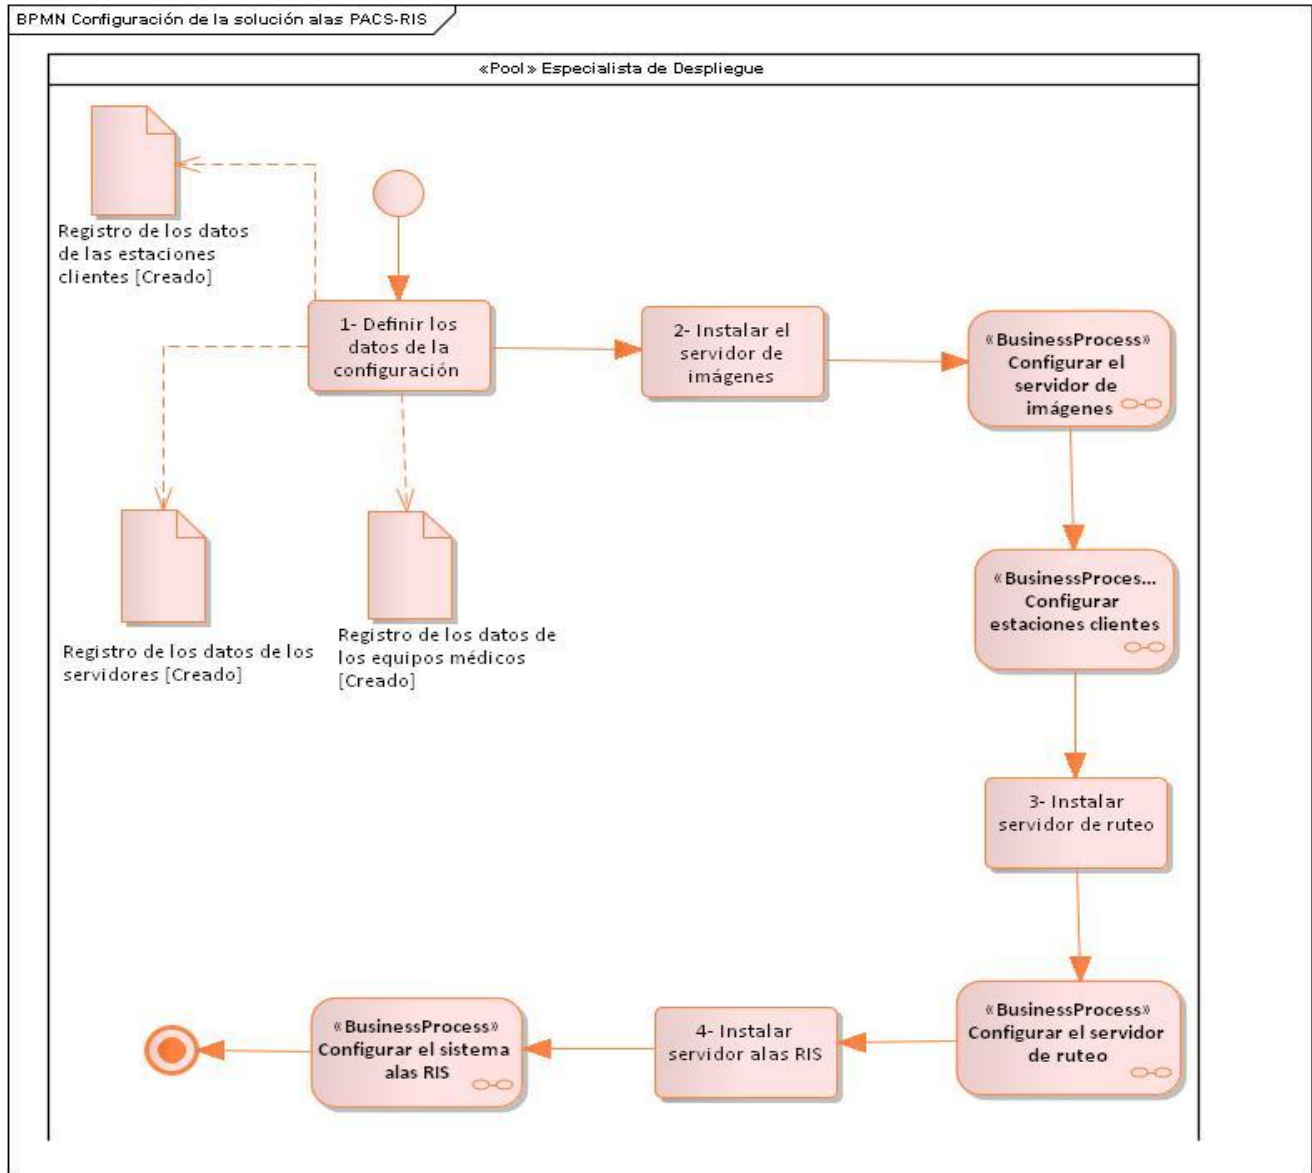 BPMN Configuración de la solución alas PACS-RIS
«Pool» Especialista de Despliegue
Registro de los datos
de las estaciones
clientes [Creado]
1- Definir los
datos de la
configuración
2- Instalar el
servidor de
imágenes
«BusinessProcess»
Configurar el
servidor de
imágenes
«BusinessProces...
Configurar
estaciones clientes
Registro de los datos de los
servidores [Creado]
Registro de los datos de
los equipos médicos
[Creado]
3- Instalar
servidor de ruteo
«BusinessProcess»
Configurar el servidor
de ruteo
4- Instalar
servidor alas RIS
«BusinessProcess»
Configurar el sistema
alas RIS